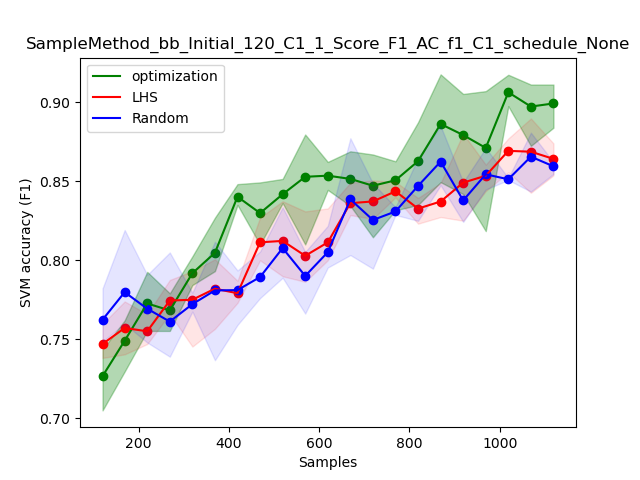 SampleMethod_bb_Initial_120_C1_1_Score_F1_AC_f1_C1_schedule_None
optimization
LHS
Random
SVM accuracy (F1)
0.90
0.85
0.80
0.75
0.70
200 400 600 800 1000
Samples